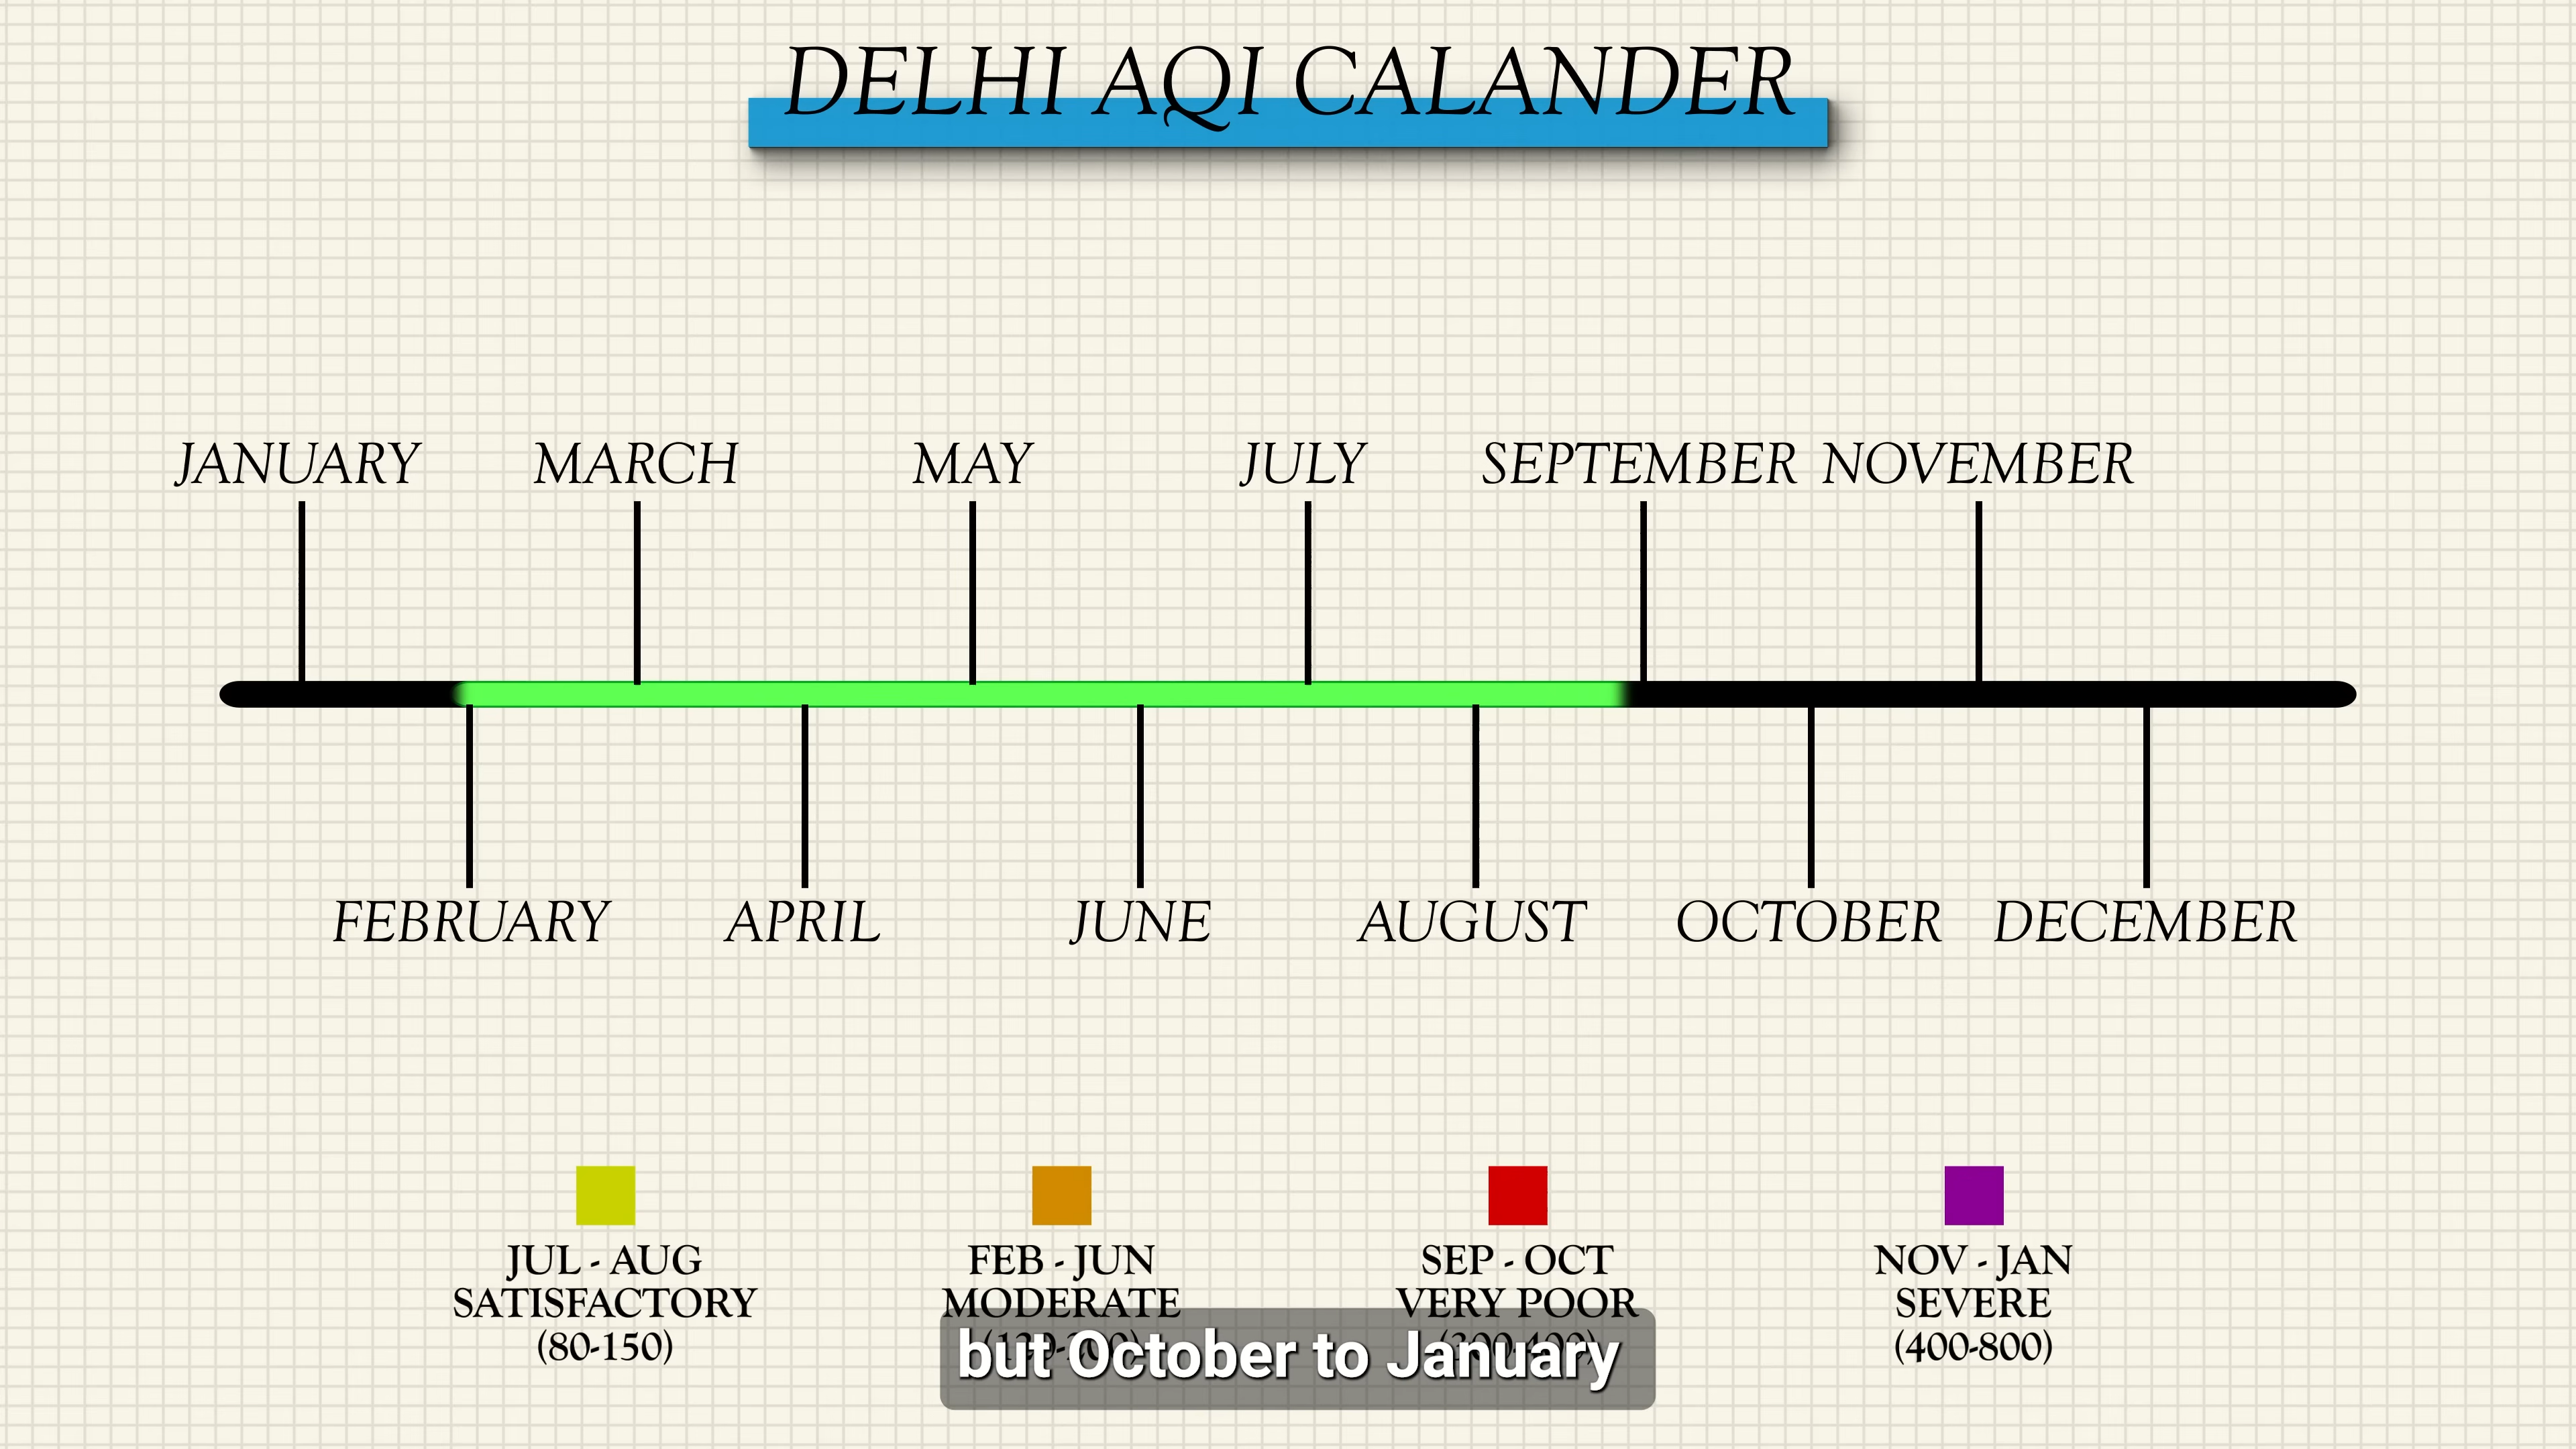 DELHI AQI CALANDER
JANUARY MARCH MAY JULY SEPTEMBER NOVEMBER
FEBRUARY APRIL JUNE AUGUST OCTOBER DECEMBER
JUL - AUG
SATISFACTORY
(80-150)
FEB - JUN
MODERATE
SEP - OCT
VERY POOR
NOV - JAN
SEVERE
(400-800)
but October to January